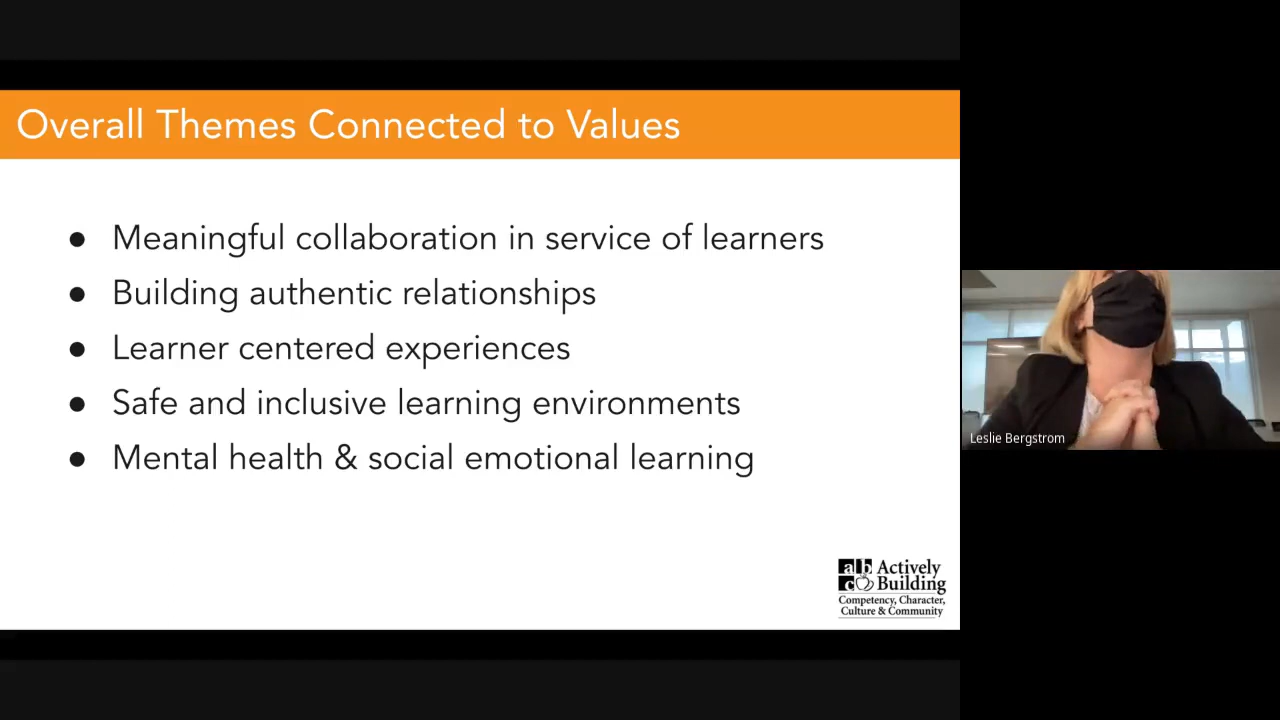 Overall Themes Connected to Values
● Meaningful collaboration in service of learners
● Building authentic relationships
● Learner centered experiences
● Safe and inclusive learning environments
● Mental health & social emotional learning
Leslie Bergstrom
a b Actively
c Building
Competency, Character,
Culture & Community